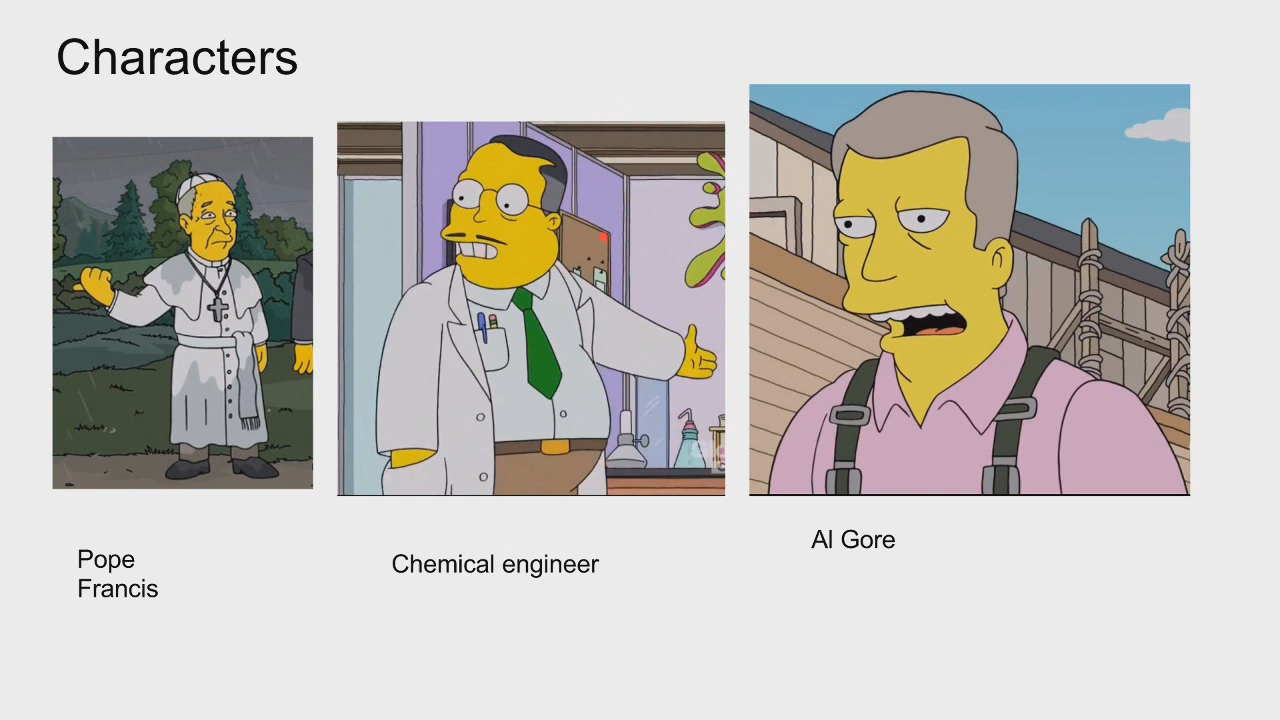 Characters
Pope
Francis
Chemical engineer
Al Gore